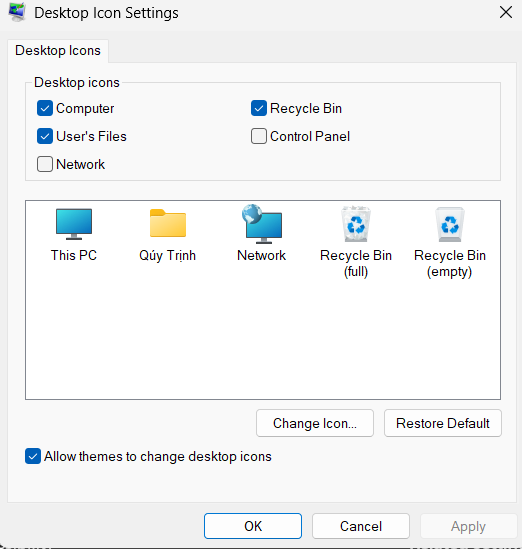 Desktop Icon Settings
Desktop Icons
Desktop icons
Computer
Recycle Bin
User's Files
Control Panel
Network
This PC
Qúy Trịnh
Network
Recycle Bin
(full)
Recycle Bin
(empty)
Change Icon...
Restore Default
Allow themes to change desktop icons
OK
Cancel
Apply